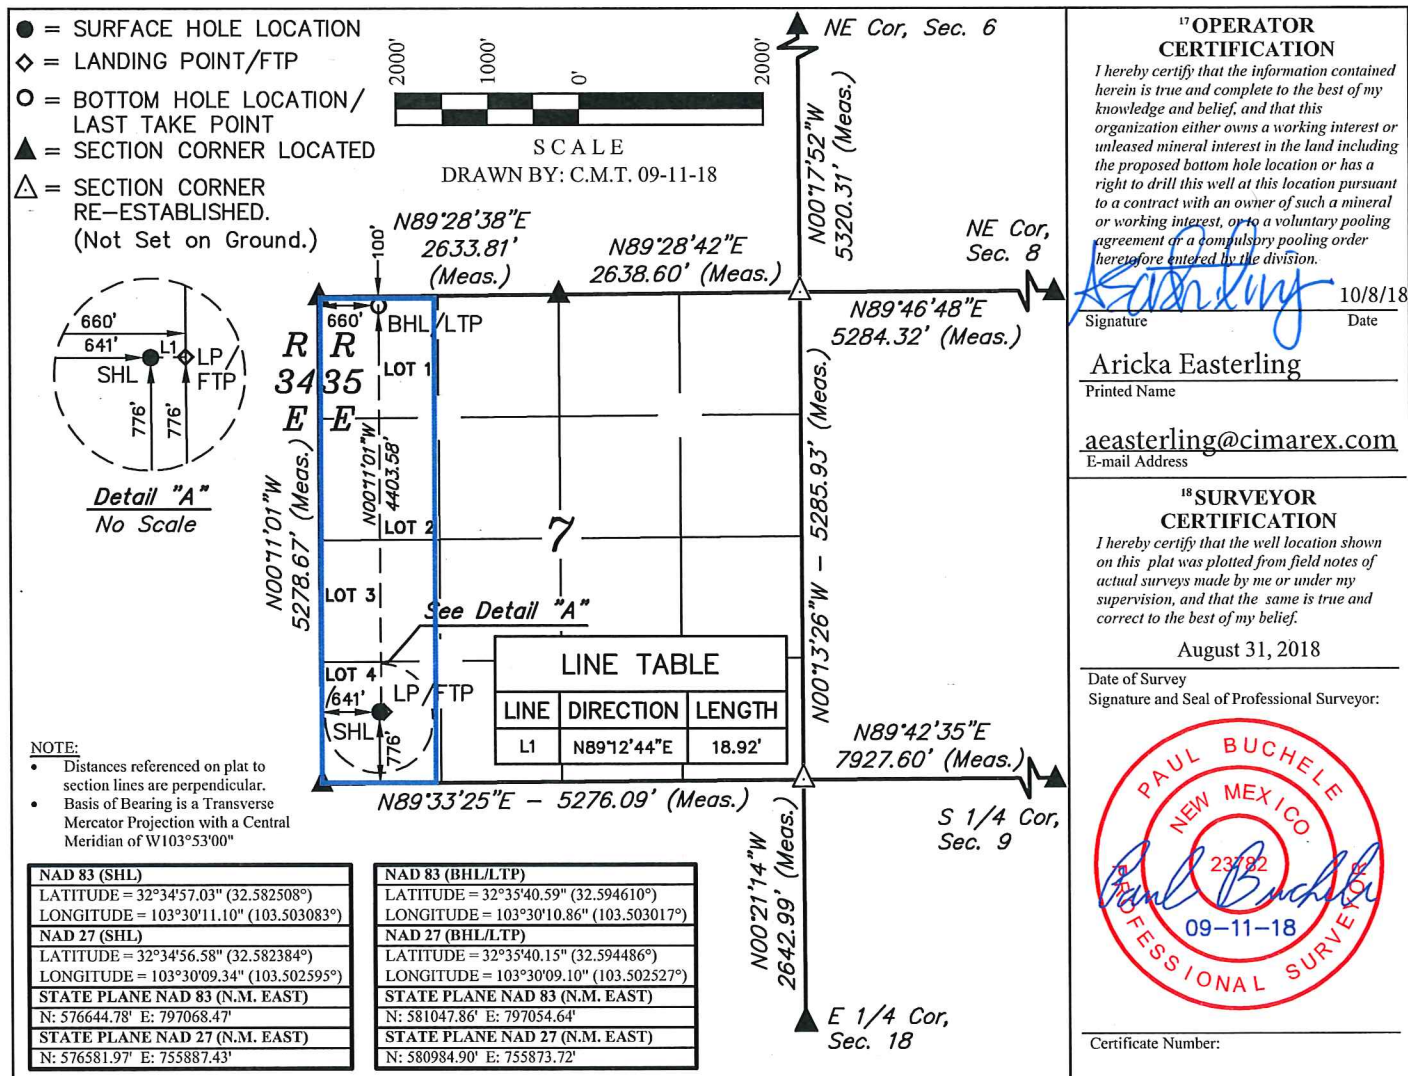 ● = SURFACE HOLE LOCATION
◇ = LANDING POINT/FTP
O = BOTTOM HOLE LOCATION/
LAST TAKE POINT
▲ = SECTION CORNER LOCATED
△ = SECTION CORNER
RE-ESTABLISHED.
(Not Set on Ground.)
2000'
1000'
0'
2000'
SCALE
DRAWN BY: C.M.T. 09-11-18
NE Cor, Sec. 6
N00°17'52"W
5320.31' (Meas.)
N89°28'38"E
2633.81'
(Meas.)
N89°28'42"E
2638.60' (Meas.)
NE Cor,
Sec. 8
N89°46'48"E
5284.32' (Meas.)
100'
660'
BHL/LTP
R R
34 35
E E
LOT 1
LOT 2
LOT 3
LOT 4
7
N00°11'01"W
4403.58'
N00°11'01"W
5278.67' (Meas.)
N00°13'26"W - 5285.93' (Meas.)
660'
641'
L1
LP/
FTP
SHL
776'
776'
Detail "A"
No Scale
See Detail "A"
641'
LP/FTP
SHL
776'
LINE TABLE
LINE DIRECTION LENGTH
L1 N89°12'44"E 18.92'
N89°42'35"E
7927.60' (Meas.)
N89°33'25"E - 5276.09' (Meas.)
S 1/4 Cor,
Sec. 9
N00°21'14"W
2642.99' (Meas.)
E 1/4 Cor,
Sec. 18
NOTE:
• Distances referenced on plat to
section lines are perpendicular.
• Basis of Bearing is a Transverse
Mercator Projection with a Central
Meridian of W103°53'00"
NAD 83 (SHL)
LATITUDE = 32°34'57.03" (32.582508°)
LONGITUDE = 103°30'11.10" (103.503083°)
NAD 27 (SHL)
LATITUDE = 32°34'56.58" (32.582384°)
LONGITUDE = 103°30'09.34" (103.502595°)
STATE PLANE NAD 83 (N.M. EAST)
N: 576644.78' E: 797068.47'
STATE PLANE NAD 27 (N.M. EAST)
N: 576581.97' E: 755887.43'
NAD 83 (BHL/LTP)
LATITUDE = 32°35'40.59" (32.594610°)
LONGITUDE = 103°30'10.86" (103.503017°)
NAD 27 (BHL/LTP)
LATITUDE = 32°35'40.15" (32.594486°)
LONGITUDE = 103°30'09.10" (103.502527°)
STATE PLANE NAD 83 (N.M. EAST)
N: 581047.86' E: 797054.64'
STATE PLANE NAD 27 (N.M. EAST)
N: 580984.90' E: 755873.72'
17 OPERATOR
CERTIFICATION
I hereby certify that the information contained
herein is true and complete to the best of my
knowledge and belief, and that this
organization either owns a working interest or
unleased mineral interest in the land including
the proposed bottom hole location or has a
right to drill this well at this location pursuant
to a contract with an owner of such a mineral
or working interest, or to a voluntary pooling
agreement or a compulsory pooling order
heretofore entered by the division.
10/8/18
Signature Date
Aricka Easterling
Printed Name
aeasterling@cimarex.com
E-mail Address
18 SURVEYOR
CERTIFICATION
I hereby certify that the well location shown
on this plat was plotted from field notes of
actual surveys made by me or under my
supervision, and that the same is true and
correct to the best of my belief.
August 31, 2018
Date of Survey
Signature and Seal of Professional Surveyor:
PAUL BUCHELE
NEW MEXICO
23782
Paul Buchele
09-11-18
PROFESSIONAL SURVEYOR
Certificate Number: